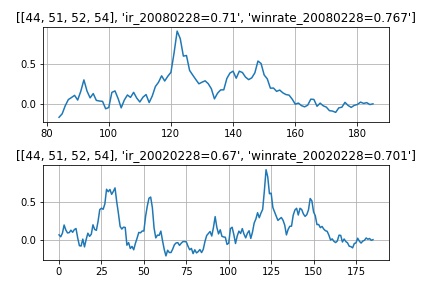 [[44, 51, 52, 54], 'ir_20080228=0.71', 'winrate_20080228=0.767']
0.5
0.0
80 100 120 140 160 180
[[44, 51, 52, 54], 'ir_20020228=0.67', 'winrate_20020228=0.701']
0.5
0.0
0 25 50 75 100 125 150 175